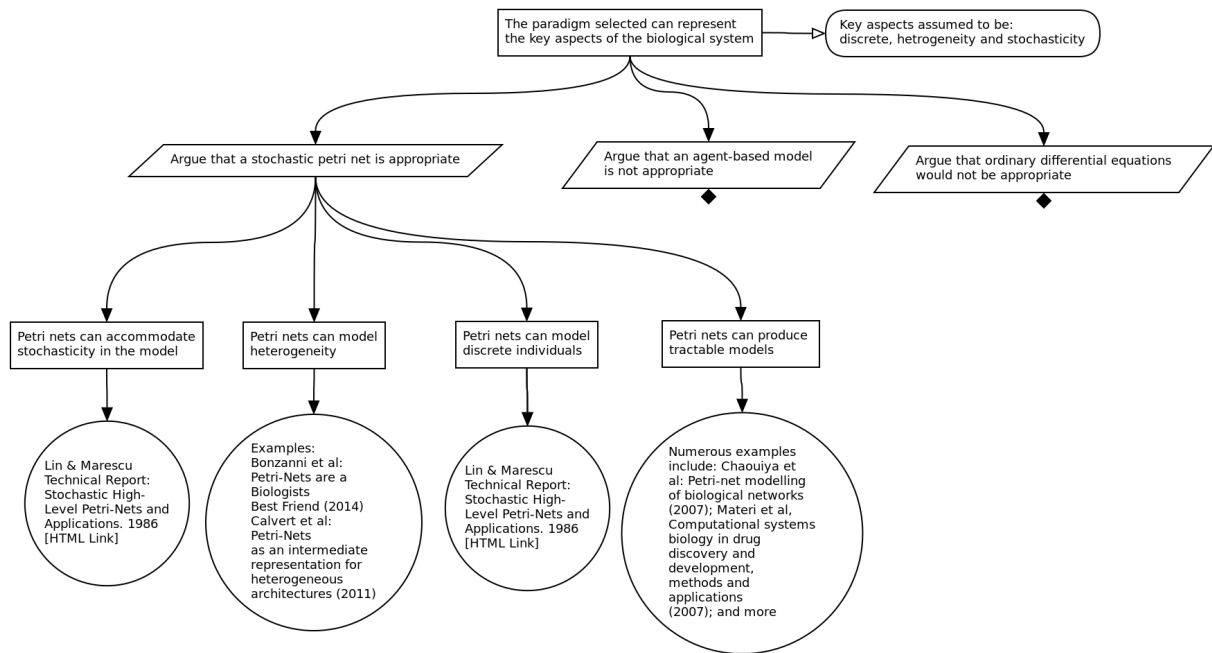 The paradigm selected can represent
the key aspects of the biological system
Key aspects assumed to be:
discrete, hetrogeneity and stochasticity
Argue that a stochastic petri net is appropriate
Argue that an agent-based model
is not appropriate
Argue that ordinary differential equations
would not be appropriate
Petri nets can accommodate
stochasticity in the model
Petri nets can model
heterogeneity
Petri nets can model
discrete individuals
Petri nets can produce
tractable models
Lin & Marescu
Technical Report:
Stochastic High-
Level Petri-Nets and
Applications. 1986
[HTML Link]
Examples:
Bonzanni et al:
Petri-Nets are a
Biologists
Best Friend (2014)
Calvert et al:
Petri-Nets
as an intermediate
representation for
heterogeneous
architectures (2011)
Lin & Marescu
Technical Report:
Stochastic High-
Level Petri-Nets and
Applications. 1986
[HTML Link]
Numerous examples
include: Chaouiya et
al: Petri-net modelling
of biological networks
(2007); Materi et al,
Computational systems
biology in drug
discovery and
development,
methods and
applications
(2007); and more